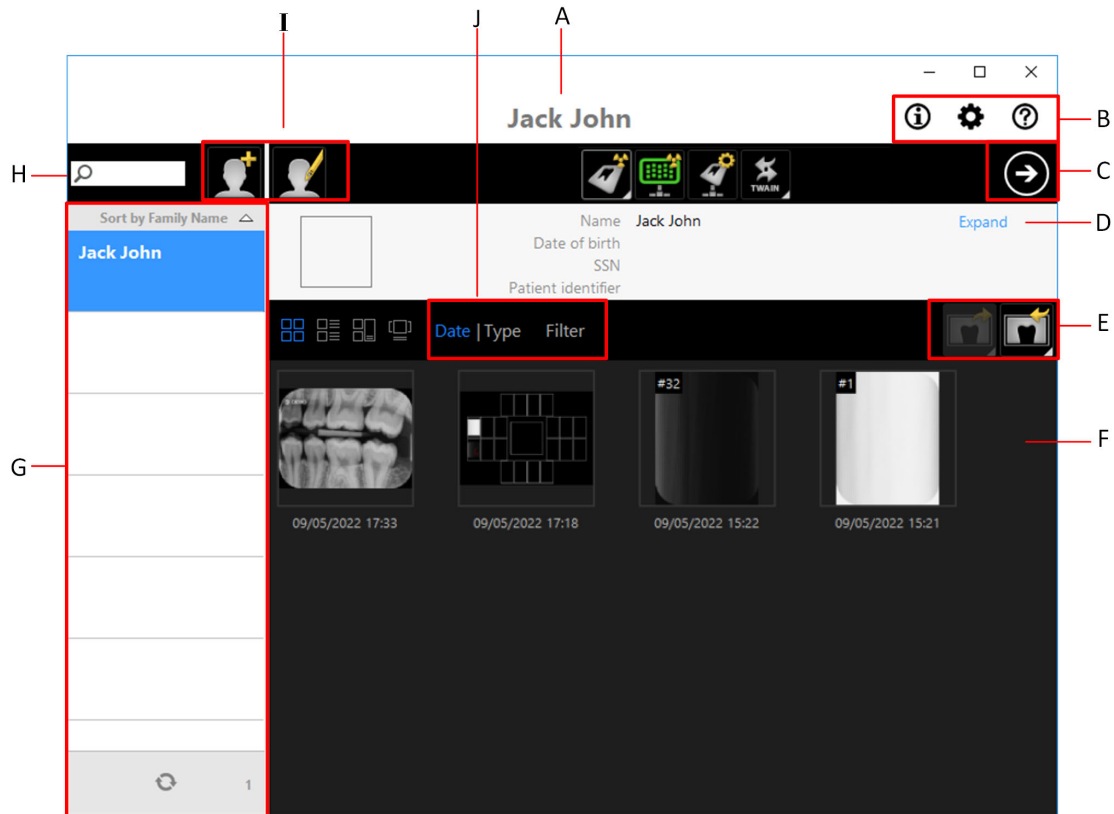 I
J
A
Jack John
B
H
TWAIN
C
Sort by Family Name
Name Jack John
Expand
D
Date of birth
SSN
Patient identifier
Jack John
Date | Type Filter
E
#32
#1
F
G
09/05/2022 17:33
09/05/2022 17:18
09/05/2022 15:22
09/05/2022 15:21
1